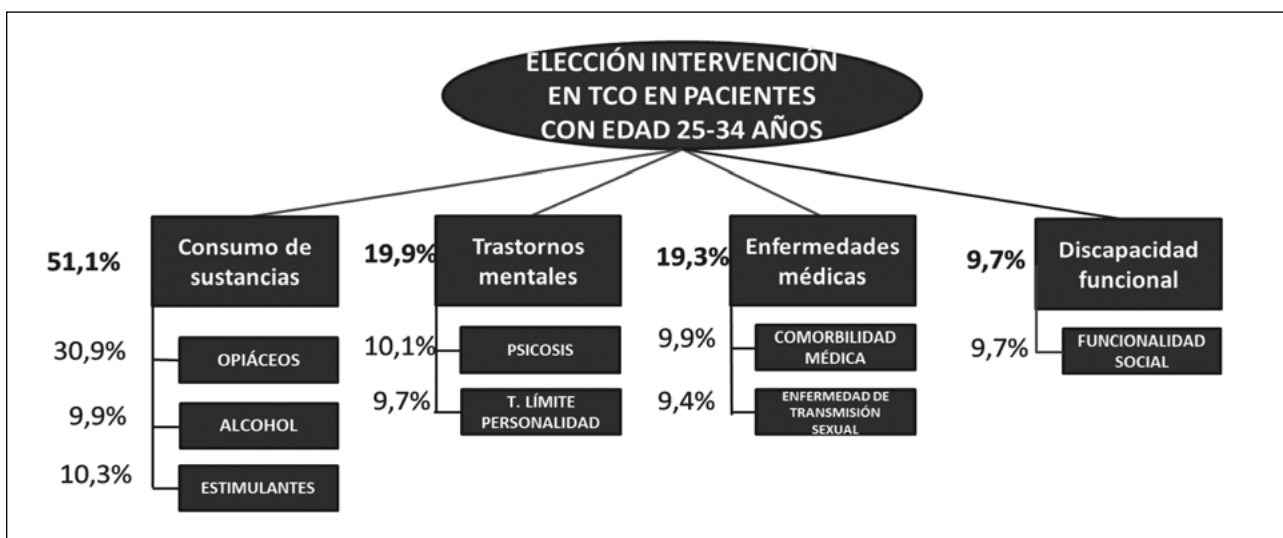 ELECCIÓN INTERVENCIÓN
EN TCO EN PACIENTES
CON EDAD 25-34 AÑOS
51,1%
Consumo de
sustancias
30,9%
OPIÁCEOS
9,9%
ALCOHOL
10,3%
ESTIMULANTES
19,9%
Trastornos
mentales
10,1%
PSICOSIS
9,7%
T. LÍMITE
PERSONALIDAD
19,3%
Enfermedades
médicas
9,9%
COMORBILIDAD
MÉDICA
9,4%
ENFERMEDAD DE
TRANSMISIÓN
SEXUAL
9,7%
Discapacidad
funcional
9,7%
FUNCIONALIDAD
SOCIAL